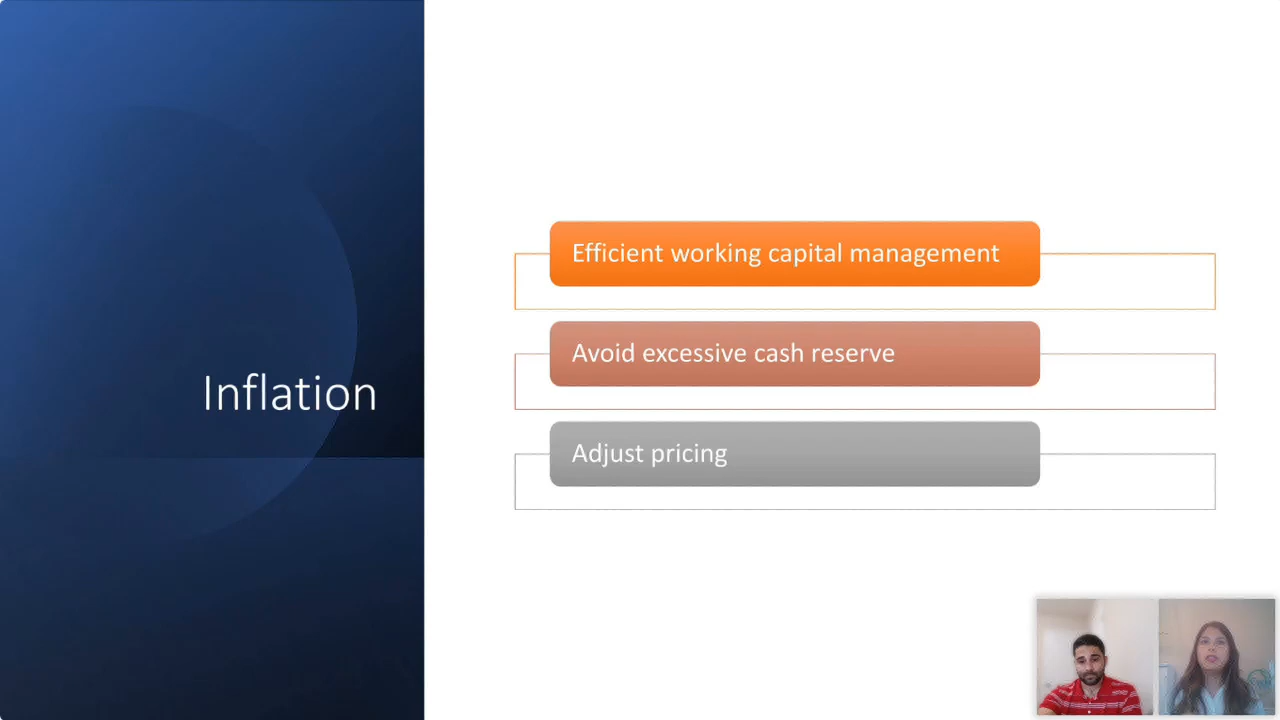 Inflation
Efficient working capital management
Avoid excessive cash reserve
Adjust pricing